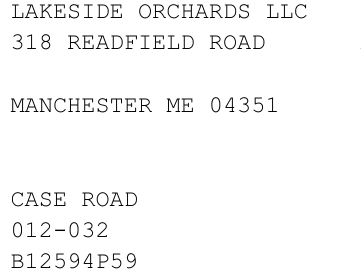 LAKESIDE ORCHARDS LLC
318 READFIELD ROAD
MANCHESTER ME 04351
CASE ROAD
012-032
B12594P59